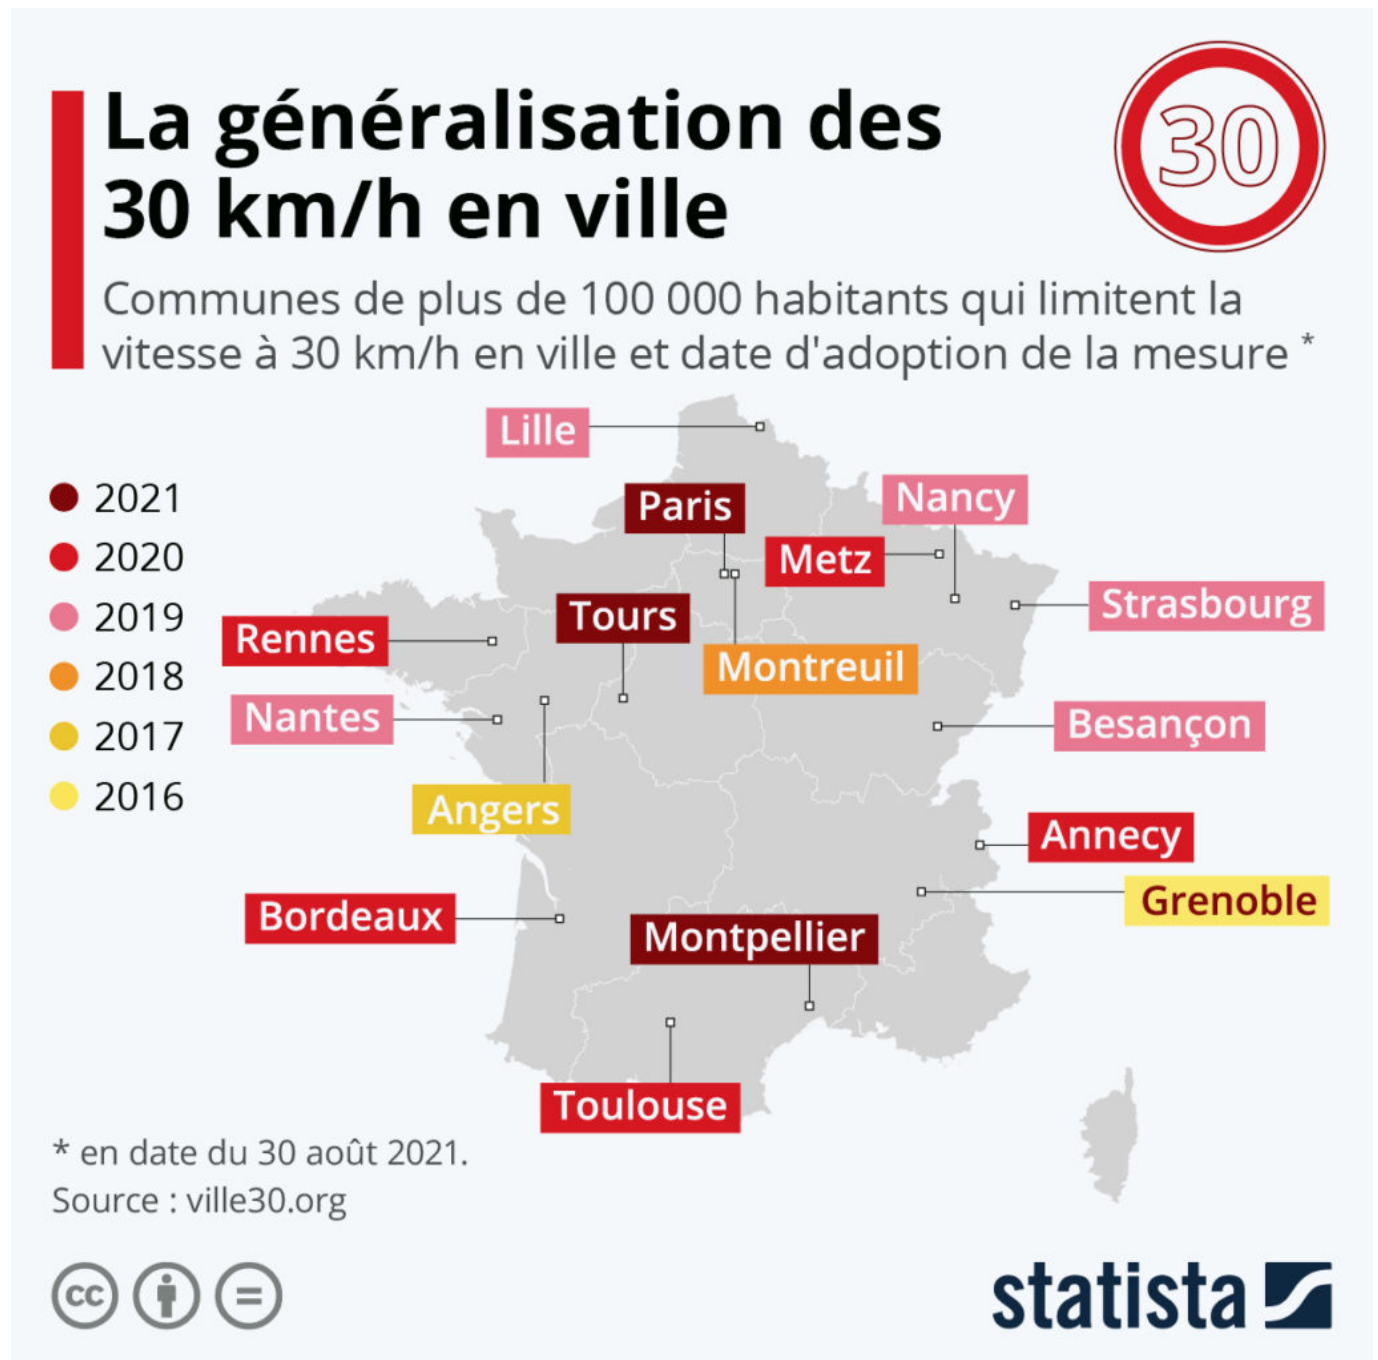 La généralisation des
30 km/h en ville
30
Communes de plus de 100 000 habitants qui limitent la
vitesse à 30 km/h en ville et date d'adoption de la mesure *
2021
2020
2019
2018
2017
2016
Lille
Paris
Nancy
Metz
Strasbourg
Tours
Rennes
Montreuil
Nantes
Besançon
Angers
Annecy
Grenoble
Bordeaux
Montpellier
Toulouse
* en date du 30 août 2021.
Source : ville30.org
cc
statista